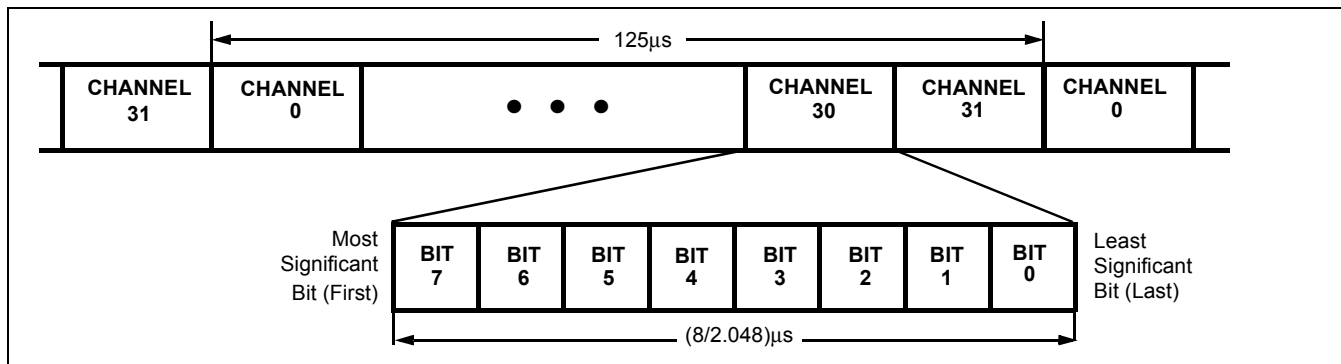 125µs
CHANNEL
31
CHANNEL
0
• • •
CHANNEL
30
CHANNEL
31
CHANNEL
0
Most
Significant
Bit (First)
BIT
7
BIT
6
BIT
5
BIT
4
BIT
3
BIT
2
BIT
1
BIT
0
Least
Significant
Bit (Last)
(8/2.048)µs